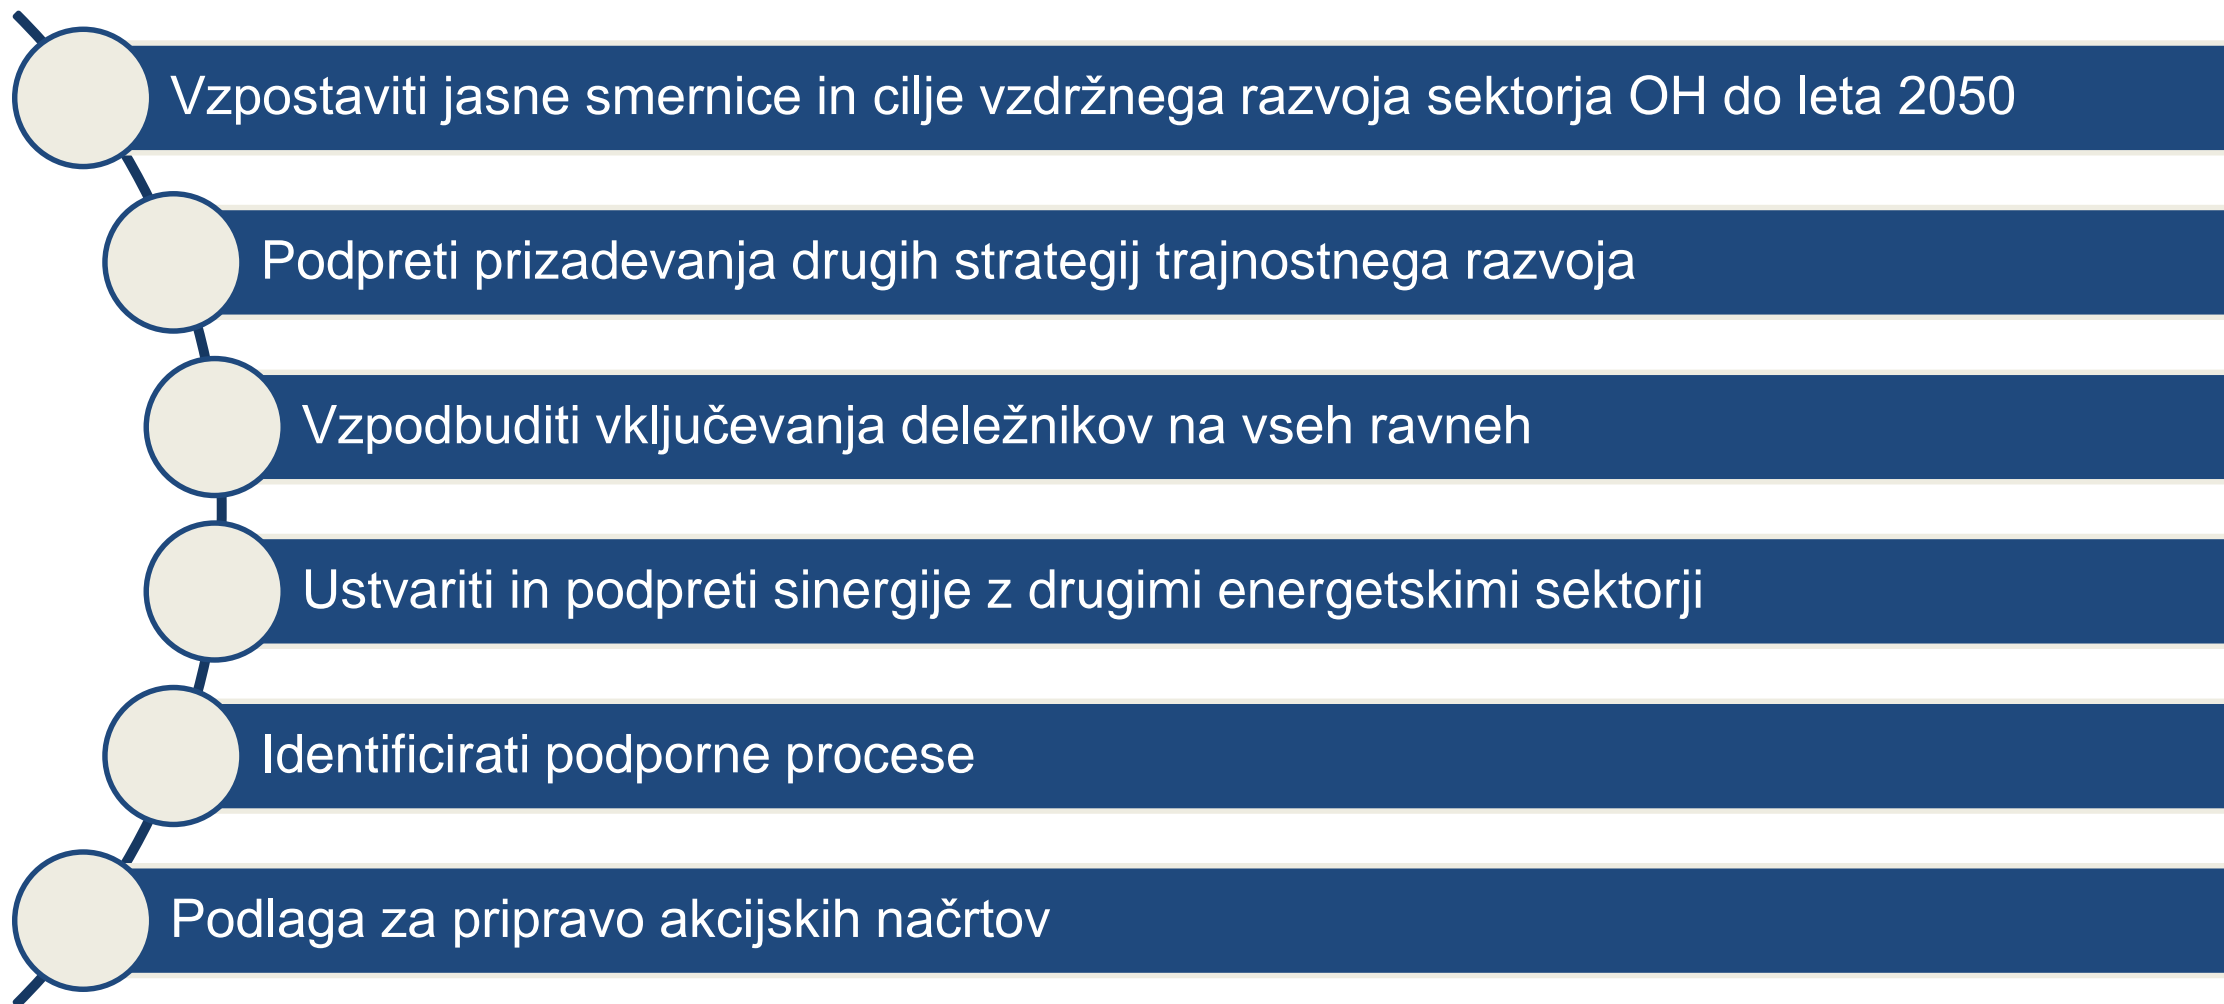 Vzpostaviti jasne smernice in cilje vzdržnega razvoja sektorja OH do leta 2050
Podpreti prizadevanja drugih strategij trajnostnega razvoja
Vzpodbuditi vključevanja deležnikov na vseh ravneh
Ustvariti in podpreti sinergije z drugimi energetskimi sektorji
Identificirati podporne procese
Podlaga za pripravo akcijskih načrtov